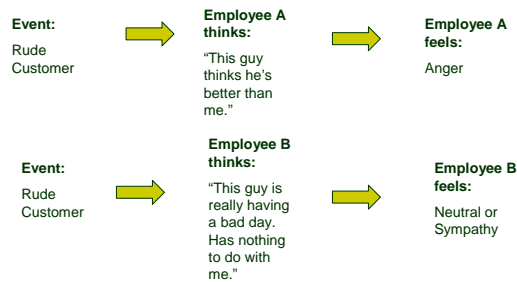 Event:
Rude
Customer
Employee A
thinks:
“This guy
thinks he’s
better than
me.”
Employee A
feels:
Anger
Event:
Rude
Customer
Employee B
thinks:
“This guy is
really having
a bad day.
Has nothing
to do with
me.”
Employee B
feels:
Neutral or
Sympathy